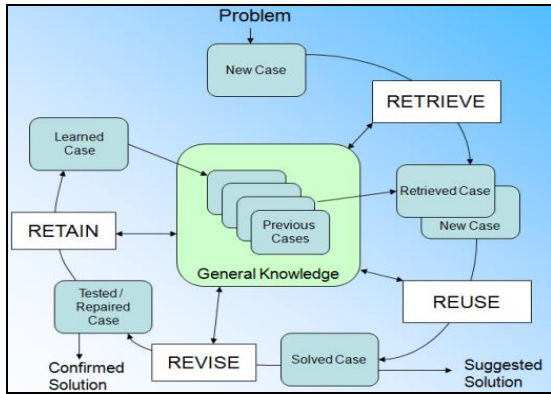 Problem
New Case
RETRIEVE
Learned
Case
Retrieved Case
New Case
Previous
Cases
General Knowledge
RETAIN
REUSE
Tested /
Repaired
Case
REVISE
Solved Case
Confirmed
Solution
Suggested
Solution